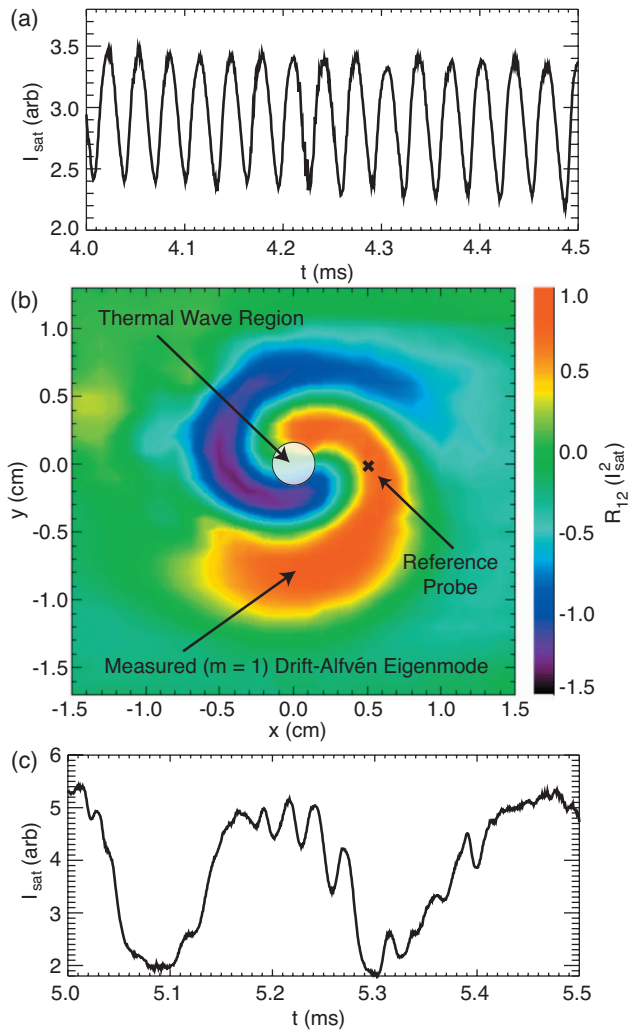 (a)
3.5
3.0
2.5
2.0
I_sat (arb)
4.0 4.1 4.2 4.3 4.4 4.5
t (ms)
(b)
1.0
0.5
0.0
-0.5
-1.0
-1.5
y (cm)
Thermal Wave Region
Reference
Probe
Measured (m = 1) Drift-Alfvén Eigenmode
-1.5 -1.0 -0.5 0.0 0.5 1.0 1.5
x (cm)
1.0
0.5
0.0
-0.5
-1.0
-1.5
R_12 (I^2_sat)
(c)
6
5
4
3
2
I_sat (arb)
5.0 5.1 5.2 5.3 5.4 5.5
t (ms)